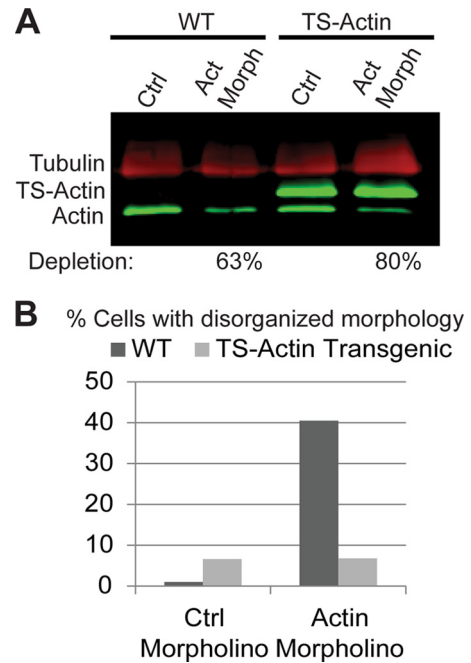 A
WT TS-Actin
Ctrl Act Morph Ctrl Act Morph
Tubulin
TS-Actin
Actin
Depletion: 63% 80%
B % Cells with disorganized morphology
WT TS-Actin Transgenic
50
40
30
20
10
0
Ctrl Actin
Morpholino Morpholino